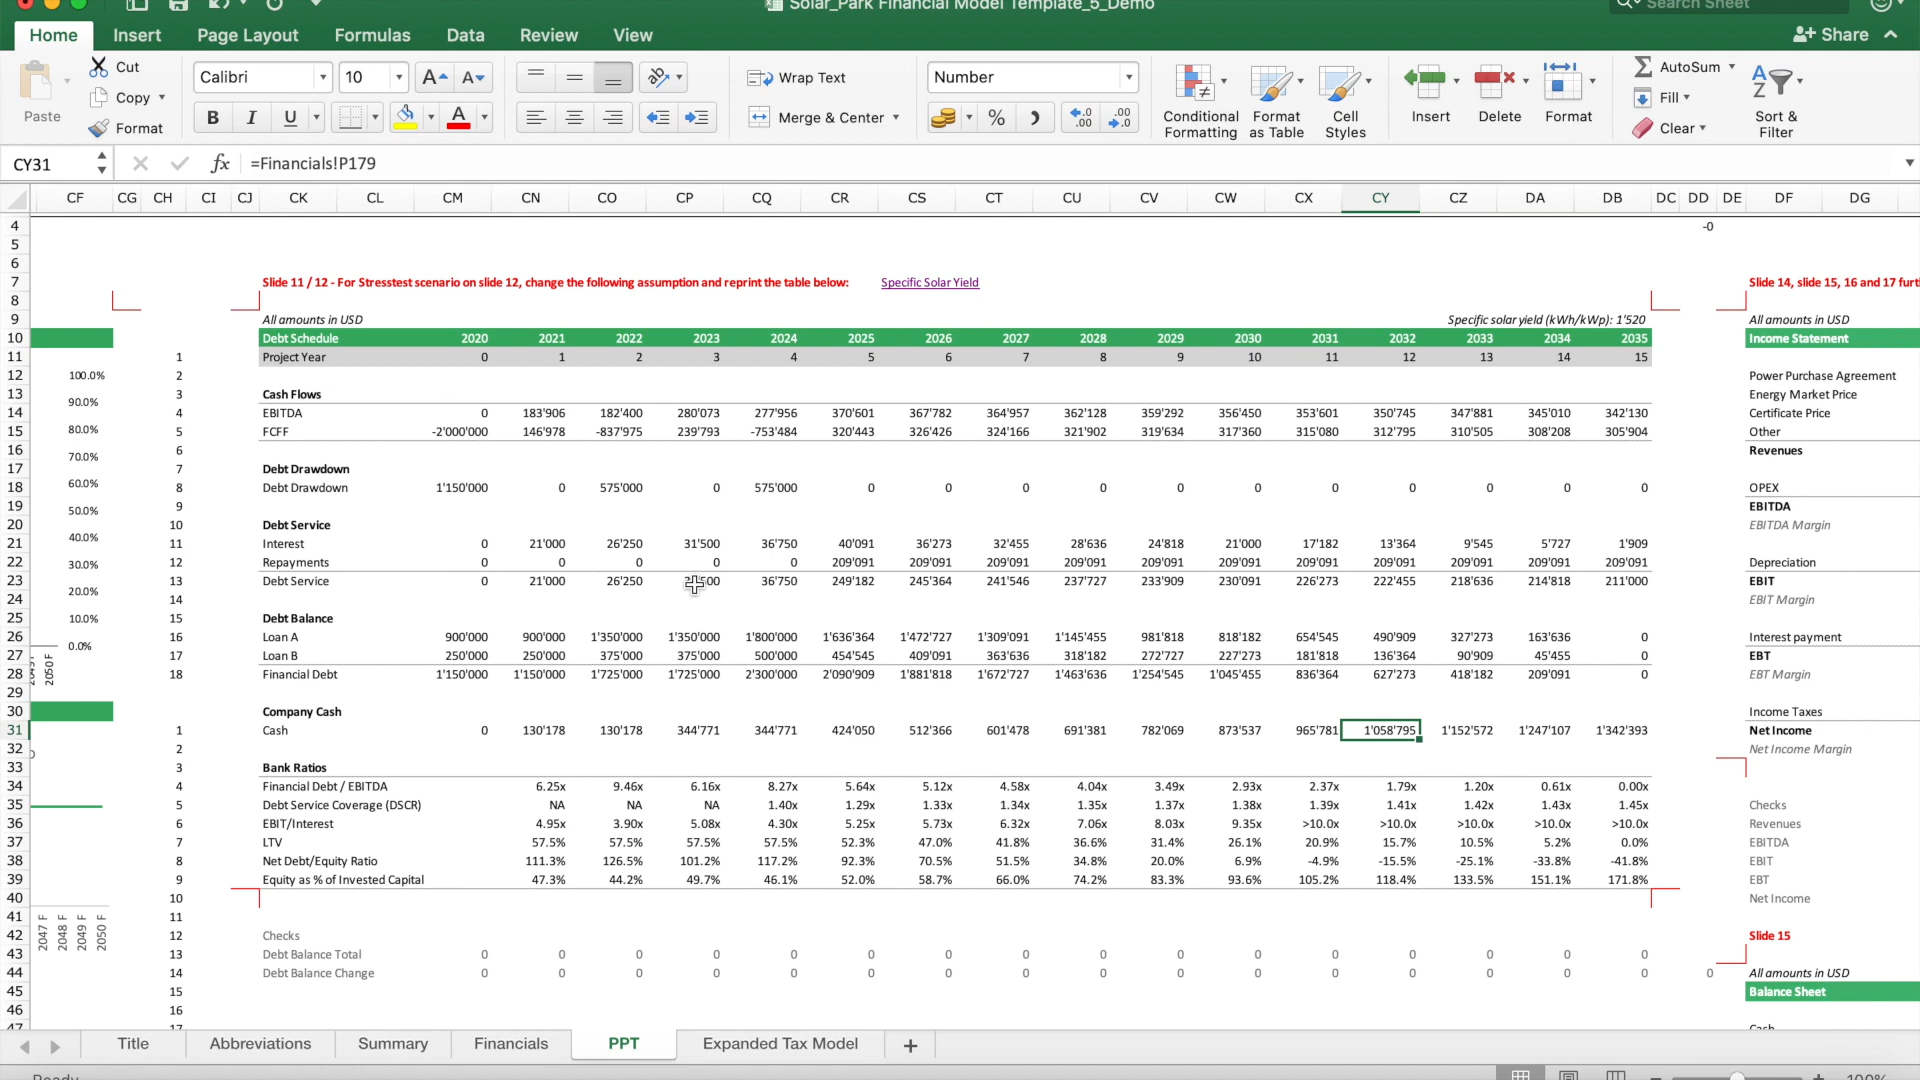 Solar_Park Financial Model Template_5_Demo
Search Sheet
Home Insert Page Layout Formulas Data Review View Share
Paste Cut Copy Format
Calibri 10
B I U
Wrap Text
Merge & Center
Number
Conditional Formatting
Format as Table
Cell Styles
Insert Delete Format
AutoSum
Fill
Clear
Sort & Filter
CY31 fx =Financials!P179
CF CG CH CI CJ CK CL CM CN CO CP CQ CR CS CT CU CV CW CX CY CZ DA DB DC DD DE DF DG
4 -0
5
6
7 Slide 11 / 12 - For Stresstest scenario on slide 12, change the following assumption and reprint the table below: Specific Solar Yield Slide 14, slide 15, 16 and 17 furt
8
9 All amounts in USD Specific solar yield (kWh/kWp): 1'520 All amounts in USD
10 Debt Schedule 2020 2021 2022 2023 2024 2025 2026 2027 2028 2029 2030 2031 2032 2033 2034 2035 Income Statement
11 1 Project Year 0 1 2 3 4 5 6 7 8 9 10 11 12 13 14 15
12 100.0% 2 Power Purchase Agreement
13 90.0% 3 Cash Flows Energy Market Price
14 80.0% 4 EBITDA 0 183'906 182'400 280'073 277'956 370'601 367'782 364'957 362'128 359'292 356'450 353'601 350'745 347'881 345'010 342'130 Certificate Price
15 5 FCFF -2'000'000 146'978 -837'975 239'793 -753'484 320'443 326'426 324'166 321'902 319'634 317'360 315'080 312'795 310'505 308'208 305'904 Other
16 70.0% 6 Revenues
17 60.0% 7 Debt Drawdown
18 8 Debt Drawdown 1'150'000 0 575'000 0 575'000 0 0 0 0 0 0 0 0 0 0 0 OPEX
19 50.0% 9 EBITDA
20 40.0% 10 Debt Service EBITDA Margin
21 11 Interest 0 21'000 26'250 31'500 36'750 40'091 36'273 32'455 28'636 24'818 21'000 17'182 13'364 9'545 5'727 1'909
22 30.0% 12 Repayments 0 0 0 0 0 209'091 209'091 209'091 209'091 209'091 209'091 209'091 209'091 209'091 209'091 209'091 Depreciation
23 20.0% 13 Debt Service 0 21'000 26'250 36'750 249'182 245'364 241'546 237'727 233'909 230'091 226'273 222'455 218'636 214'818 211'000 EBIT
24 14 EBIT Margin
25 10.0% 15 Debt Balance
26 0.0% 16 Loan A 900'000 900'000 1'350'000 1'350'000 1'800'000 1'636'364 1'472'727 1'309'091 1'145'455 981'818 818'182 654'545 490'909 327'273 163'636 0 Interest payment
27 2050 F 17 Loan B 250'000 250'000 375'000 375'000 500'000 454'545 409'091 363'636 318'182 272'727 227'273 181'818 136'364 90'909 45'455 0 EBT
28 18 Financial Debt 1'150'000 1'150'000 1'725'000 1'725'000 2'300'000 2'090'909 1'881'818 1'672'727 1'463'636 1'254'545 1'045'455 836'364 627'273 418'182 209'091 0 EBT Margin
29
30 Company Cash Income Taxes
31 1 Cash 0 130'178 130'178 344'771 344'771 424'050 512'366 601'478 691'381 782'069 873'537 965'781 1'058'795 1'152'572 1'247'107 1'342'393 Net Income
32 2 Net Income Margin
33 3 Bank Ratios
34 4 Financial Debt / EBITDA 6.25x 9.46x 6.16x 8.27x 5.64x 5.12x 4.58x 4.04x 3.49x 2.93x 2.37x 1.79x 1.20x 0.61x 0.00x
35 5 Debt Service Coverage (DSCR) NA NA NA 1.40x 1.29x 1.33x 1.34x 1.35x 1.37x 1.38x 1.39x 1.41x 1.42x 1.43x 1.45x Checks
36 6 EBIT/Interest 4.95x 3.90x 5.08x 4.30x 5.25x 5.73x 6.32x 7.06x 8.03x 9.35x >10.0x >10.0x >10.0x >10.0x >10.0x Revenues
37 7 LTV 57.5% 57.5% 57.5% 57.5% 52.3% 47.0% 41.8% 36.6% 31.4% 26.1% 20.9% 15.7% 10.5% 5.2% 0.0% EBITDA
38 8 Net Debt/Equity Ratio 111.3% 126.5% 101.2% 117.2% 92.3% 70.5% 51.5% 34.8% 20.0% 6.9% -4.9% -15.5% -25.1% -33.8% -41.8% EBIT
39 9 Equity as % of Invested Capital 47.3% 44.2% 49.7% 46.1% 52.0% 58.7% 66.0% 74.2% 83.3% 93.6% 105.2% 118.4% 133.5% 151.1% 171.8% EBT
40 10 Net Income
41 2047 F 2048 F 2049 F 2050 F 11
42 12 Checks Slide 15
43 13 Debt Balance Total 0 0 0 0 0 0 0 0 0 0 0 0 0 0 0 0
44 14 Debt Balance Change 0 0 0 0 0 0 0 0 0 0 0 0 0 0 0 0 0 All amounts in USD
45 15 Balance Sheet
46 16
47 17 Cash
Title Abbreviations Summary Financials PPT Expanded Tax Model +
Ready 100%